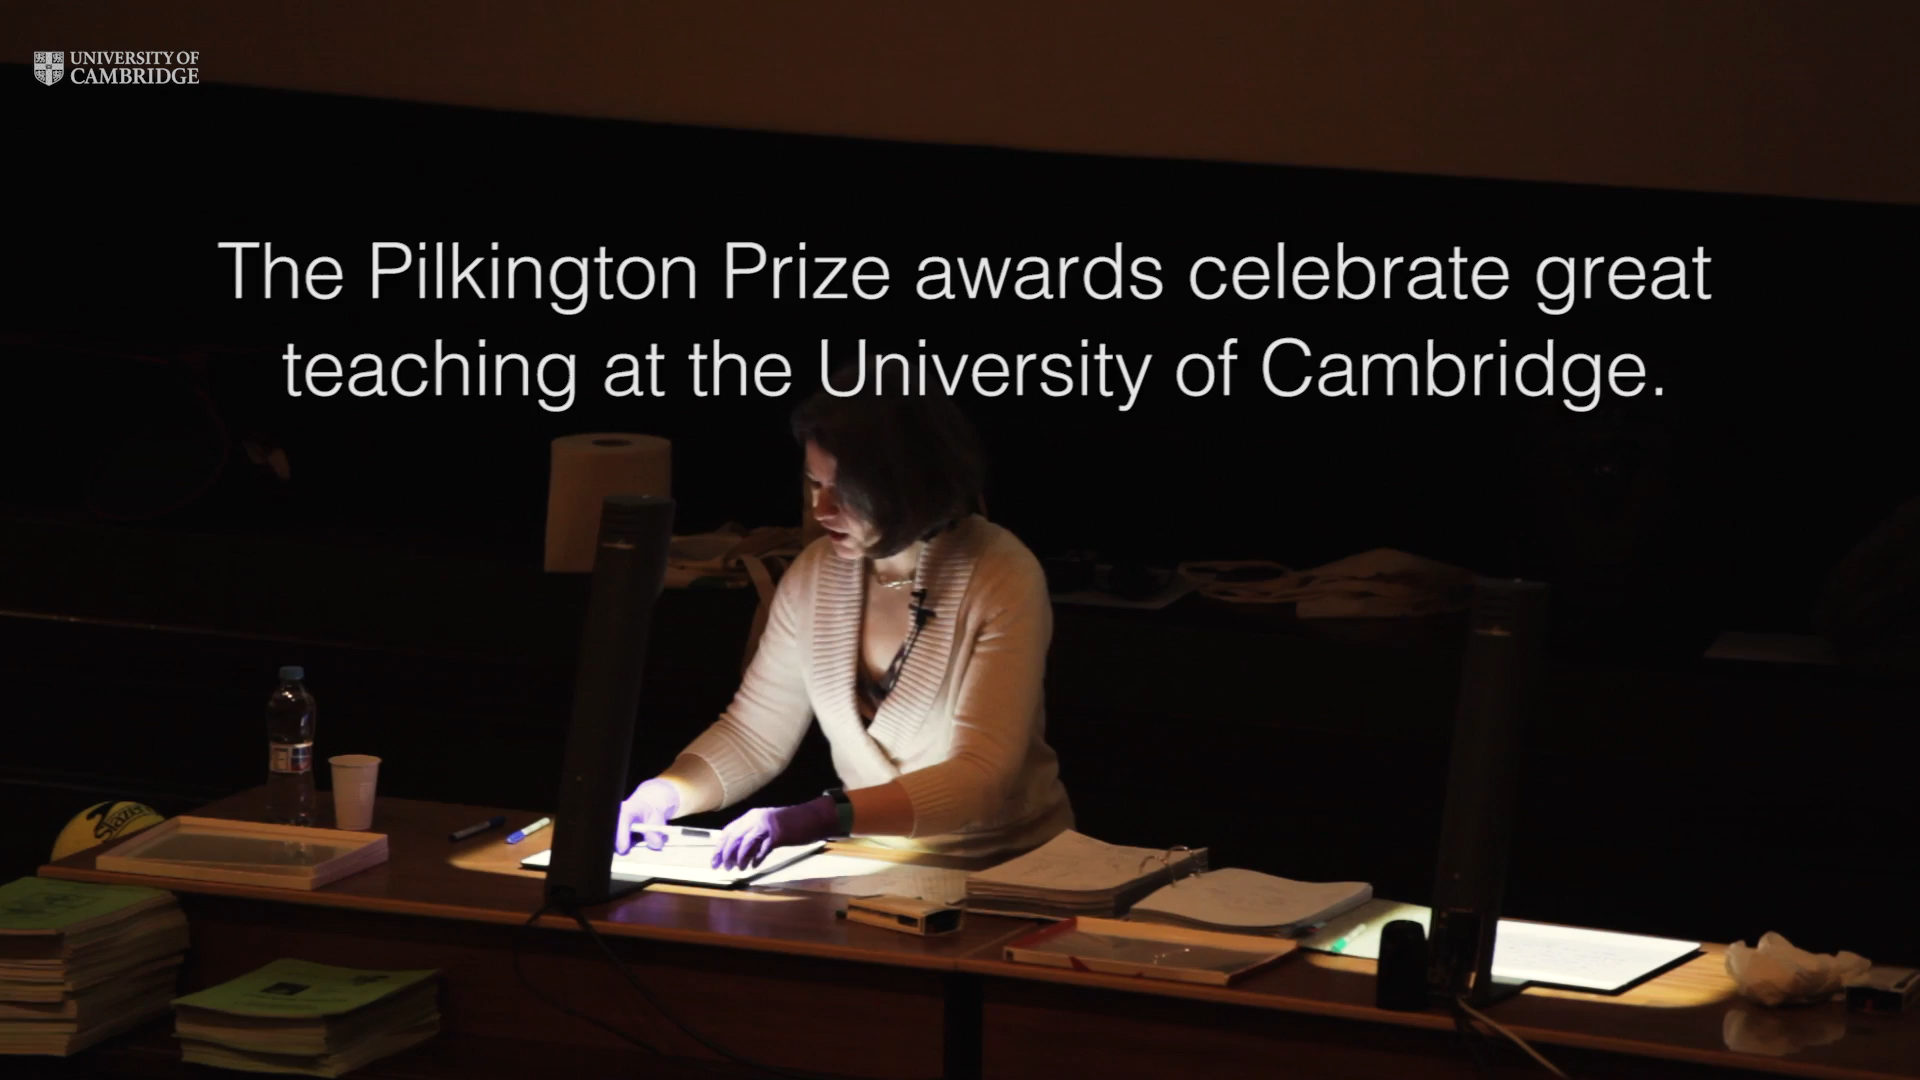 UNIVERSITY OF
CAMBRIDGE
The Pilkington Prize awards celebrate great
teaching at the University of Cambridge.